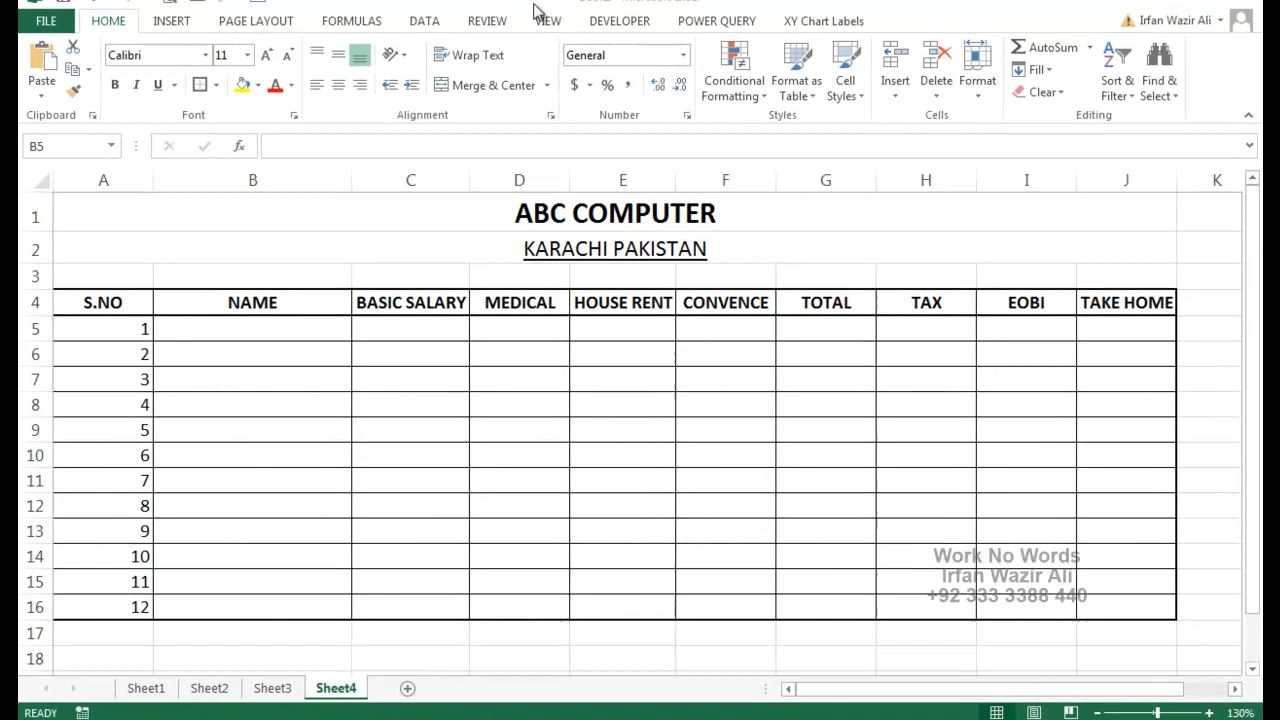 FILE HOME INSERT PAGE LAYOUT FORMULAS DATA REVIEW VIEW DEVELOPER POWER QUERY XY Chart Labels Irfan Wazir Ali
Paste
Calibri 11
B I U A
Wrap Text
Merge & Center
General
$ % ,
Conditional Formatting
Format as Table
Cell Styles
Insert
Delete
Format
AutoSum
Fill
Clear
Sort & Filter
Find & Select
Clipboard Font Alignment Number Styles Cells Editing
B5 fx
A B C D E F G H I J K
1 ABC COMPUTER
2 KARACHI PAKISTAN
3
4 S.NO NAME BASIC SALARY MEDICAL HOUSE RENT CONVENCE TOTAL TAX EOBI TAKE HOME
5 1
6 2
7 3
8 4
9 5
10 6
11 7
12 8
13 9
14 10
15 11
16 12
17
18
Work No Words
Irfan Wazir Ali
+92 333 3388 440
Sheet1 Sheet2 Sheet3 Sheet4
READY 130%